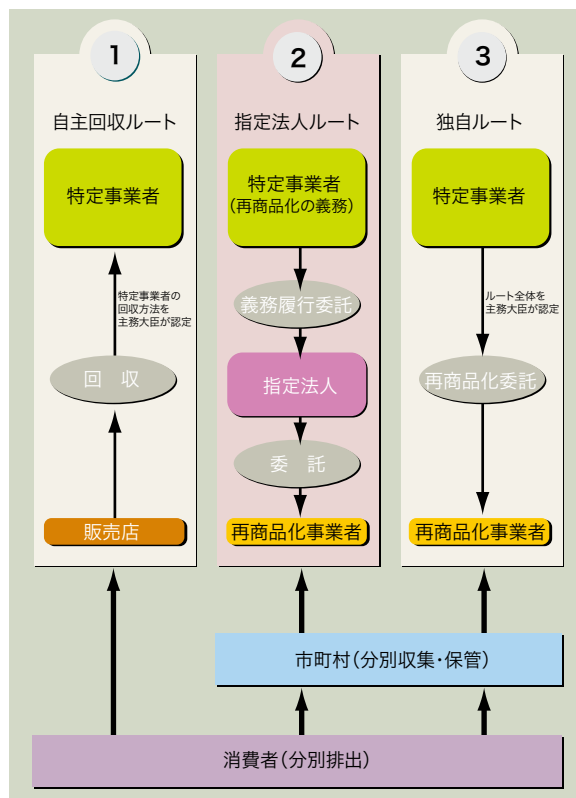 1
自主回収ルート
特定事業者
特定事業者の
回収方法を
主務大臣が認定
回　収
販売店
2
指定法人ルート
特定事業者
(再商品化の義務)
義務履行委託
指定法人
委　託
再商品化事業者
3
独自ルート
特定事業者
ルート全体を
主務大臣が認定
再商品化委託
再商品化事業者
市町村(分別収集・保管)
消費者(分別排出)